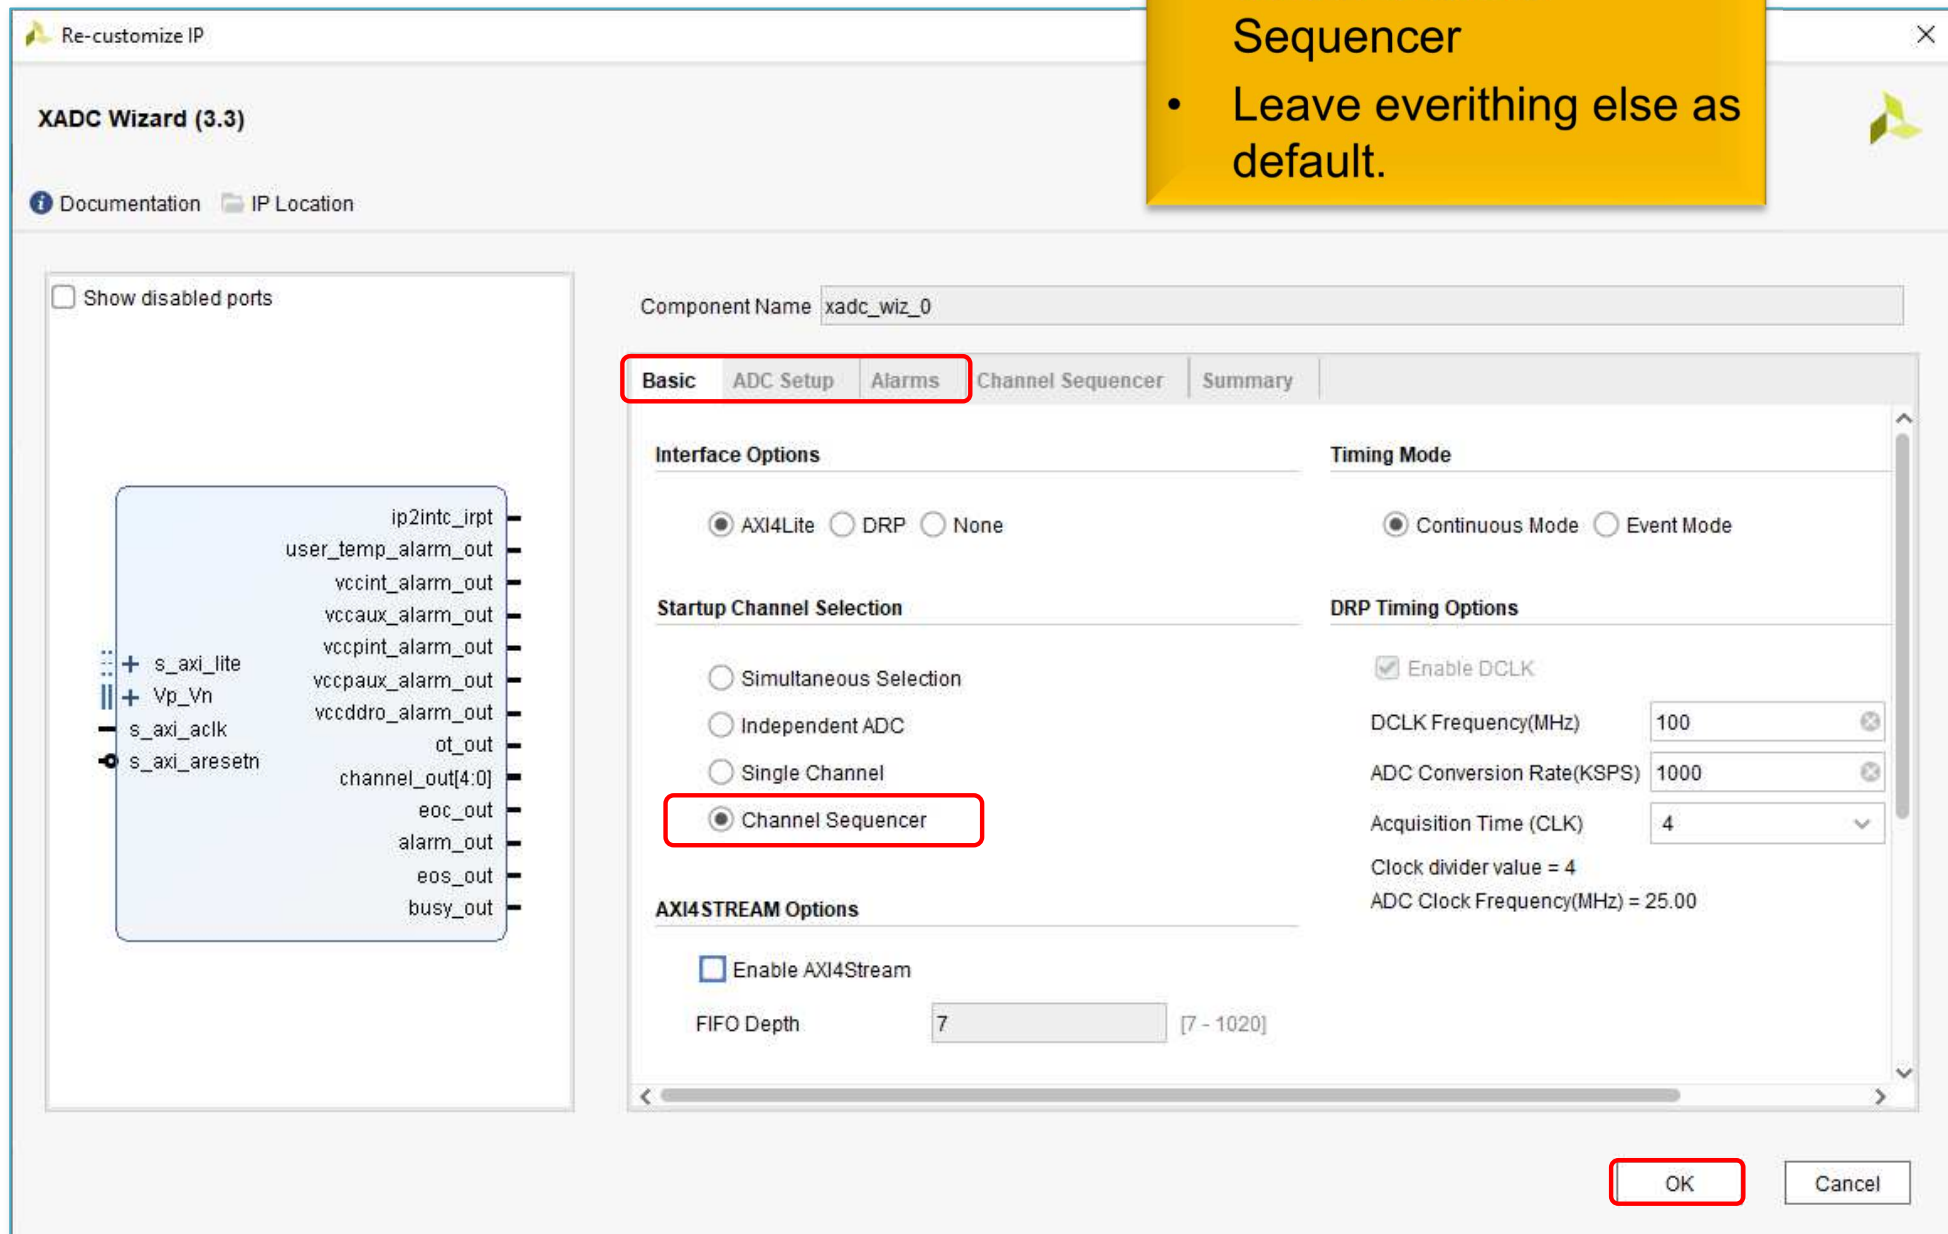 Re-customize IP
Sequencer
• Leave everithing else as
default.
XADC Wizard (3.3)
Documentation IP Location
Show disabled ports
ip2intc_irpt
user_temp_alarm_out
vccint_alarm_out
vccaux_alarm_out
vccpint_alarm_out
vccpaux_alarm_out
vccddro_alarm_out
ot_out
channel_out[4:0]
eoc_out
alarm_out
eos_out
busy_out
s_axi_lite
Vp_Vn
s_axi_aclk
s_axi_aresetn
Component Name xadc_wiz_0
Basic ADC Setup Alarms Channel Sequencer Summary
Interface Options
AXI4Lite DRP None
Startup Channel Selection
Simultaneous Selection
Independent ADC
Single Channel
Channel Sequencer
AXI4STREAM Options
Enable AXI4Stream
FIFO Depth 7 [7 - 1020]
Timing Mode
Continuous Mode Event Mode
DRP Timing Options
Enable DCLK
DCLK Frequency(MHz) 100
ADC Conversion Rate(KSPS) 1000
Acquisition Time (CLK) 4
Clock divider value = 4
ADC Clock Frequency(MHz) = 25.00
OK Cancel